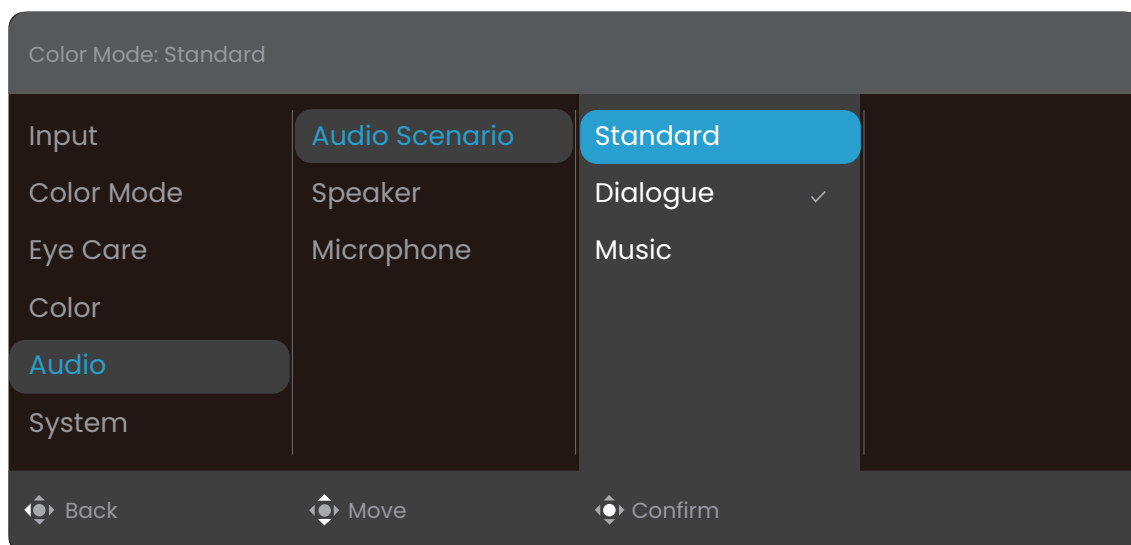 Color Mode: Standard
Input
Color Mode
Eye Care
Color
Audio
System
Audio Scenario
Speaker
Microphone
Standard
Dialogue
Music
Back
Move
Confirm